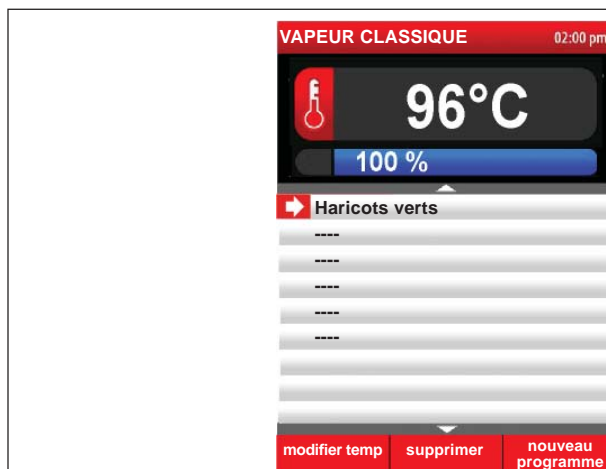 VAPEUR CLASSIQUE 02:00 pm
96°C
100 %
Haricots verts
----
----
----
----
----
modifier temp supprimer nouveau programme